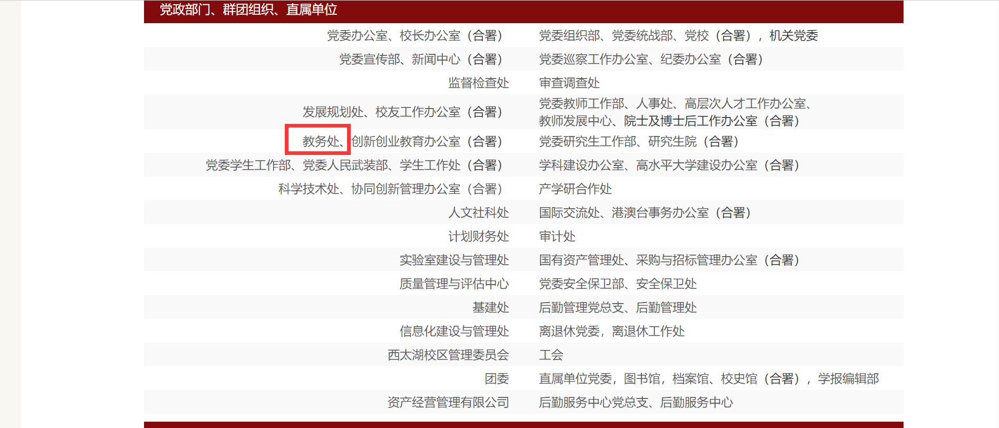 党政部门、群团组织、直属单位
党委办公室、校长办公室（合署） 党委组织部、党委统战部、党校（合署），机关党委
党委宣传部、新闻中心（合署） 党委巡察工作办公室、纪委办公室（合署）
监督检查处 审查调查处
发展规划处、校友工作办公室（合署） 党委教师工作部、人事处、高层次人才工作办公室、
教师发展中心、院士及博士后工作办公室（合署）
教务处、创新创业教育办公室（合署） 党委研究生工作部、研究生院（合署）
党委学生工作部、党委人民武装部、学生工作处（合署） 学科建设办公室、高水平大学建设办公室（合署）
科学技术处、协同创新管理办公室（合署） 产学研合作处
人文社科处 国际交流处、港澳台事务办公室（合署）
计划财务处 审计处
实验室建设与管理处 国有资产管理处、采购与招标管理办公室（合署）
质量管理与评估中心 党委安全保卫部、安全保卫处
基建处 后勤管理党总支、后勤管理处
信息化建设与管理处 离退休党委，离退休工作处
西太湖校区管理委员会 工会
团委 直属单位党委，图书馆，档案馆、校史馆（合署），学报编辑部
资产经营管理有限公司 后勤服务中心党总支、后勤服务中心